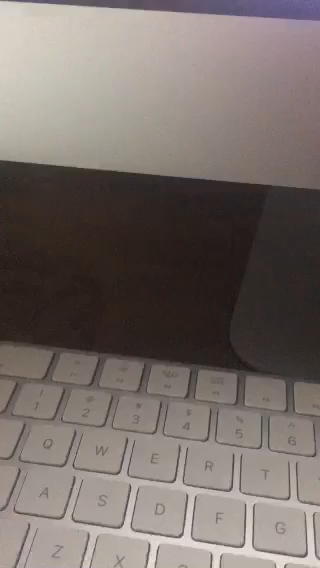 ! @ # $ % ^
1 2 3 4 5 6
Q W E R T
A S D F G
Z X